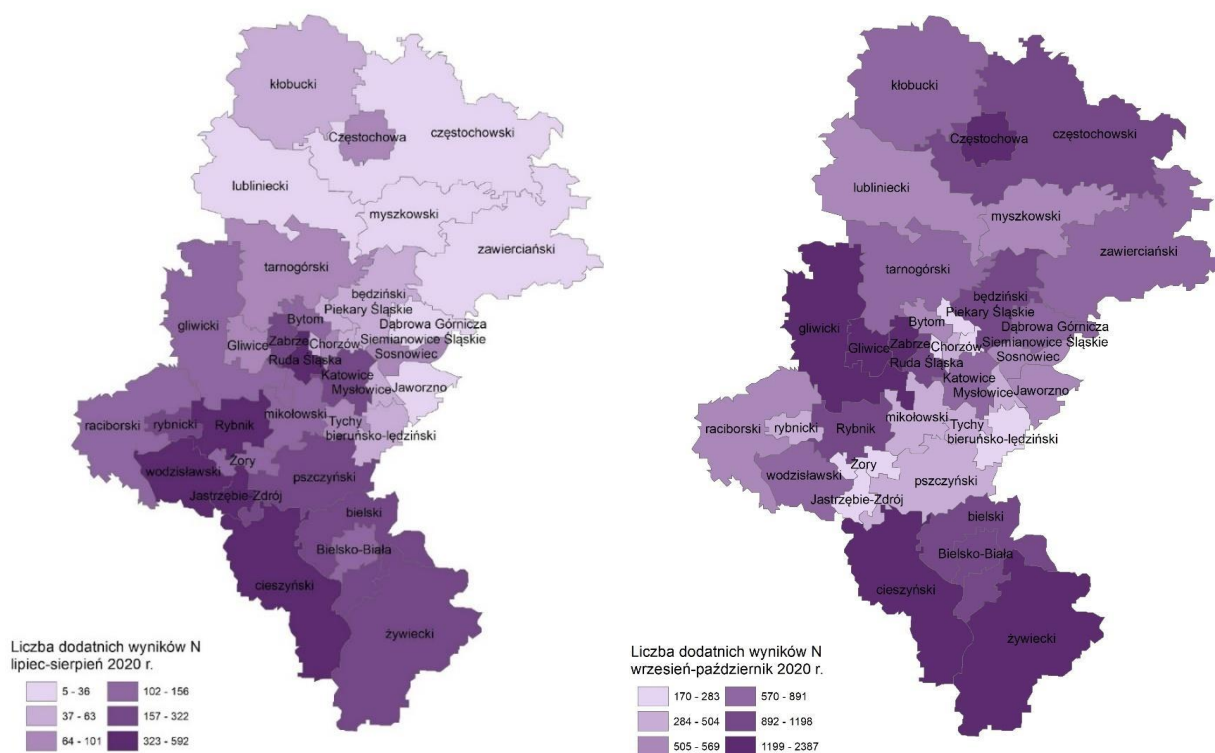 kłobucki
Częstochowa
częstochowski
lubliniecki
myszkowski
zawierciański
tarnogórski
będziński
Piekary Śląskie
gliwicki
Bytom
Dąbrowa Górnicza
Gliwice
Zabrze
Chorzów
Siemianowice Śląskie
Ruda Śląska
Sosnowiec
Katowice
Mysłowice
Jaworzno
raciborski
rybnicki
Rybnik
mikołowski
Tychy
bieruńsko-lędziński
Żory
wodzisławski
pszczyński
Jastrzębie-Zdrój
bielski
Bielsko-Biała
cieszyński
żywiecki
Liczba dodatnich wyników N
lipiec-sierpień 2020 r.
5 - 36
37 - 63
64 - 101
102 - 156
157 - 322
323 - 592
kłobucki
Częstochowa
częstochowski
lubliniecki
myszkowski
zawierciański
tarnogórski
będziński
Piekary Śląskie
gliwicki
Bytom
Dąbrowa Górnicza
Gliwice
Zabrze
Chorzów
Siemianowice Śląskie
Ruda Śląska
Sosnowiec
Katowice
Mysłowice
Jaworzno
raciborski
rybnicki
Rybnik
mikołowski
Tychy
bieruńsko-lędziński
Żory
wodzisławski
pszczyński
Jastrzębie-Zdrój
bielski
Bielsko-Biała
cieszyński
żywiecki
Liczba dodatnich wyników N
wrzesień-październik 2020 r.
170 - 283
284 - 504
505 - 569
570 - 891
892 - 1198
1199 - 2387